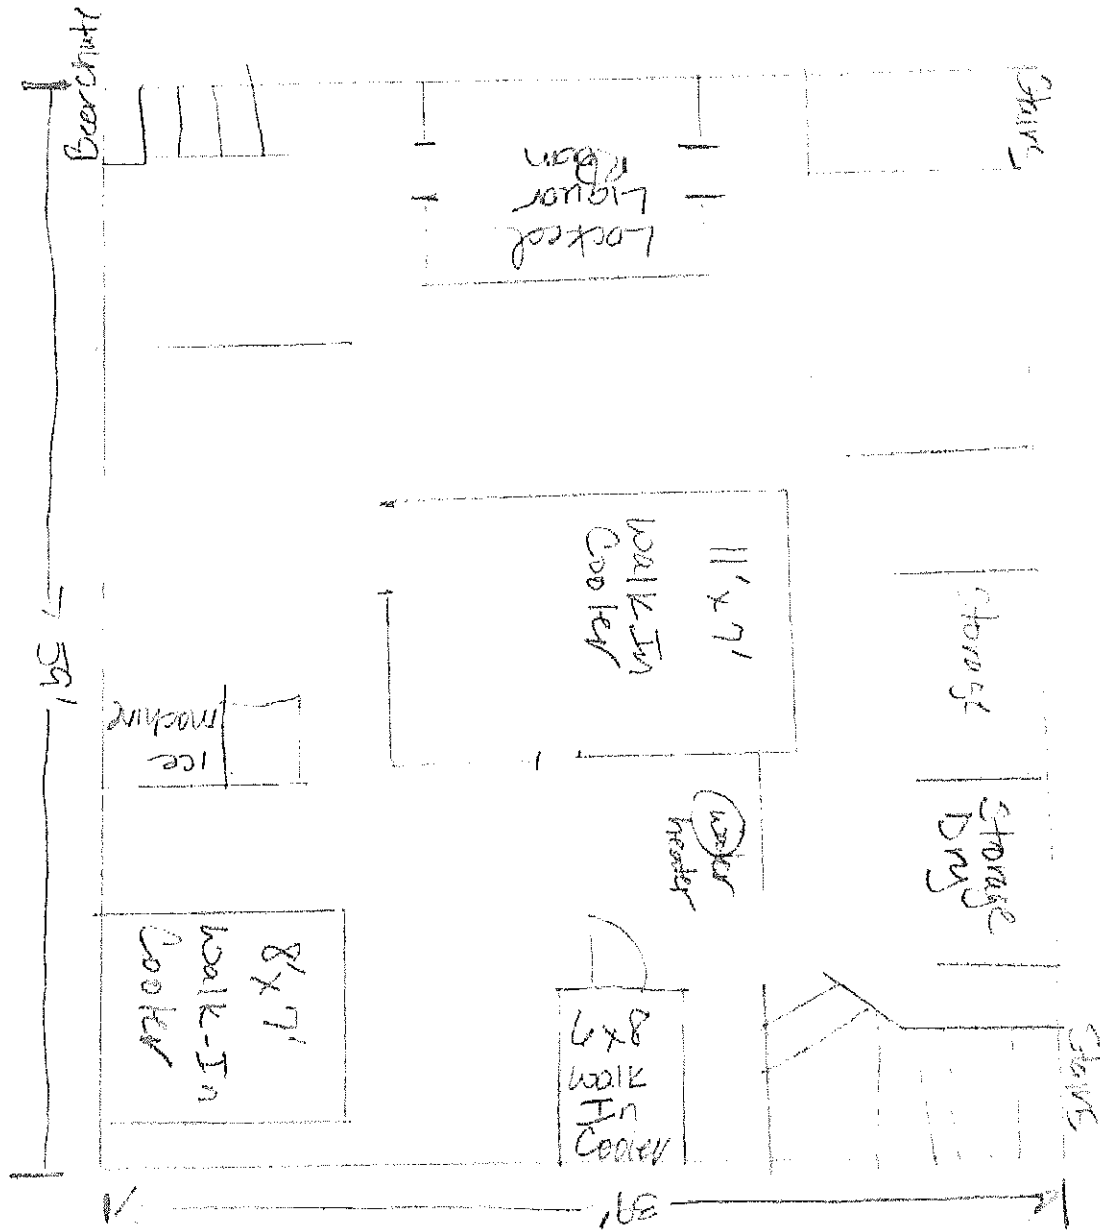 Beer Chute
Stairs
Locked
Liquor
Room
11' x 7'
Walk-In
Cooler
Storage
59'
ice
machine
Water
heater
Storage
Dry
8' x 7'
Walk-In
Cooler
8 x 6
Walk
In
Cooler
Stairs
39'